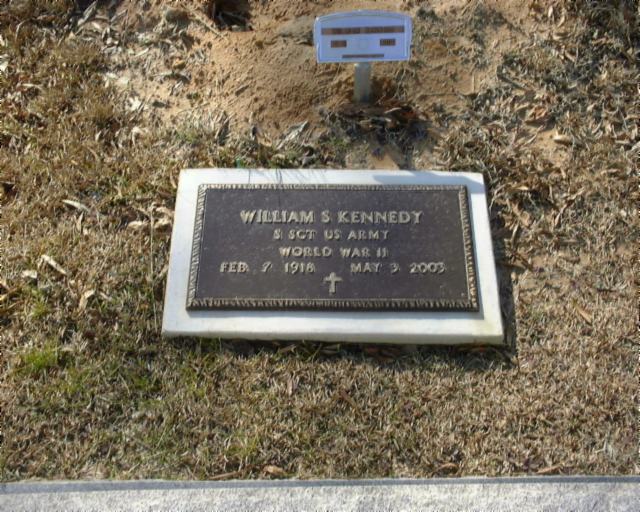 WILLIAM S KENNEDY
S SGT US ARMY
WORLD WAR II
FEB 7 1918 MAY 3 2003